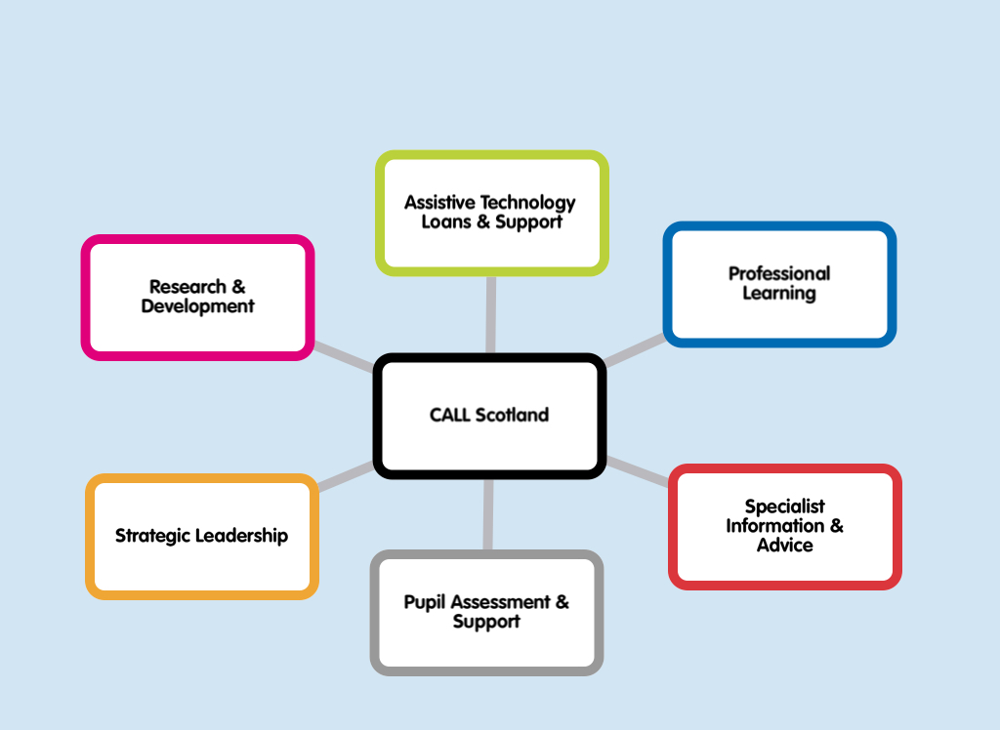 Assistive Technology
Loans & Support
Research &
Development
Professional
Learning
CALL Scotland
Strategic Leadership
Specialist
Information &
Advice
Pupil Assessment &
Support